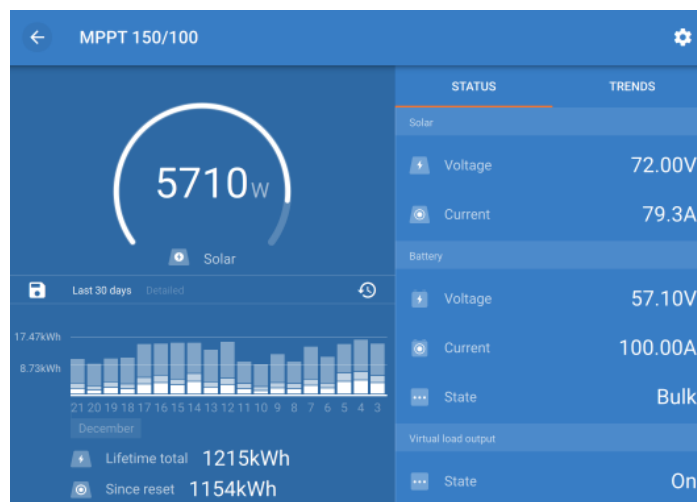 MPPT 150/100
5710W
Solar
Last 30 days Detailed
17.47kWh
8.73kWh
21 20 19 18 17 16 15 14 13 12 11 10 9 8 7 6 5 4 3
December
Lifetime total 1215kWh
Since reset 1154kWh
STATUS TRENDS
Solar
Voltage 72.00V
Current 79.3A
Battery
Voltage 57.10V
Current 100.00A
State Bulk
Virtual load output
State On